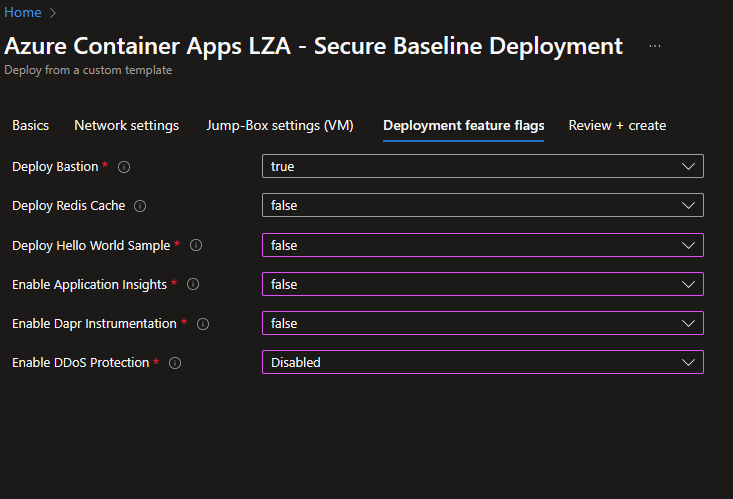 Home
Azure Container Apps LZA - Secure Baseline Deployment ...
Deploy from a custom template
Basics Network settings Jump-Box settings (VM) Deployment feature flags Review + create
Deploy Bastion * true
Deploy Redis Cache false
Deploy Hello World Sample * false
Enable Application Insights * false
Enable Dapr Instrumentation * false
Enable DDoS Protection * Disabled